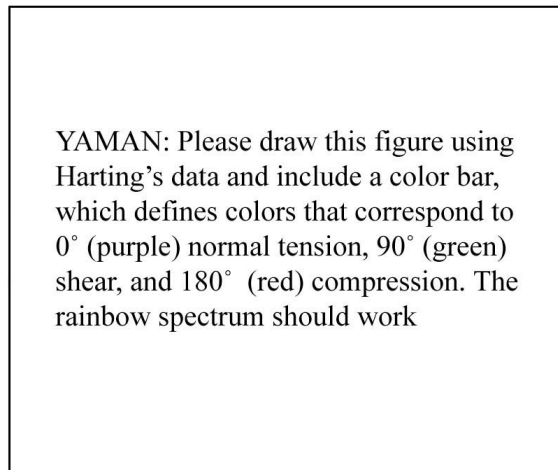 YAMAN: Please draw this figure using
Harting’s data and include a color bar,
which defines colors that correspond to
0˚ (purple) normal tension, 90˚ (green)
shear, and 180˚ (red) compression. The
rainbow spectrum should work